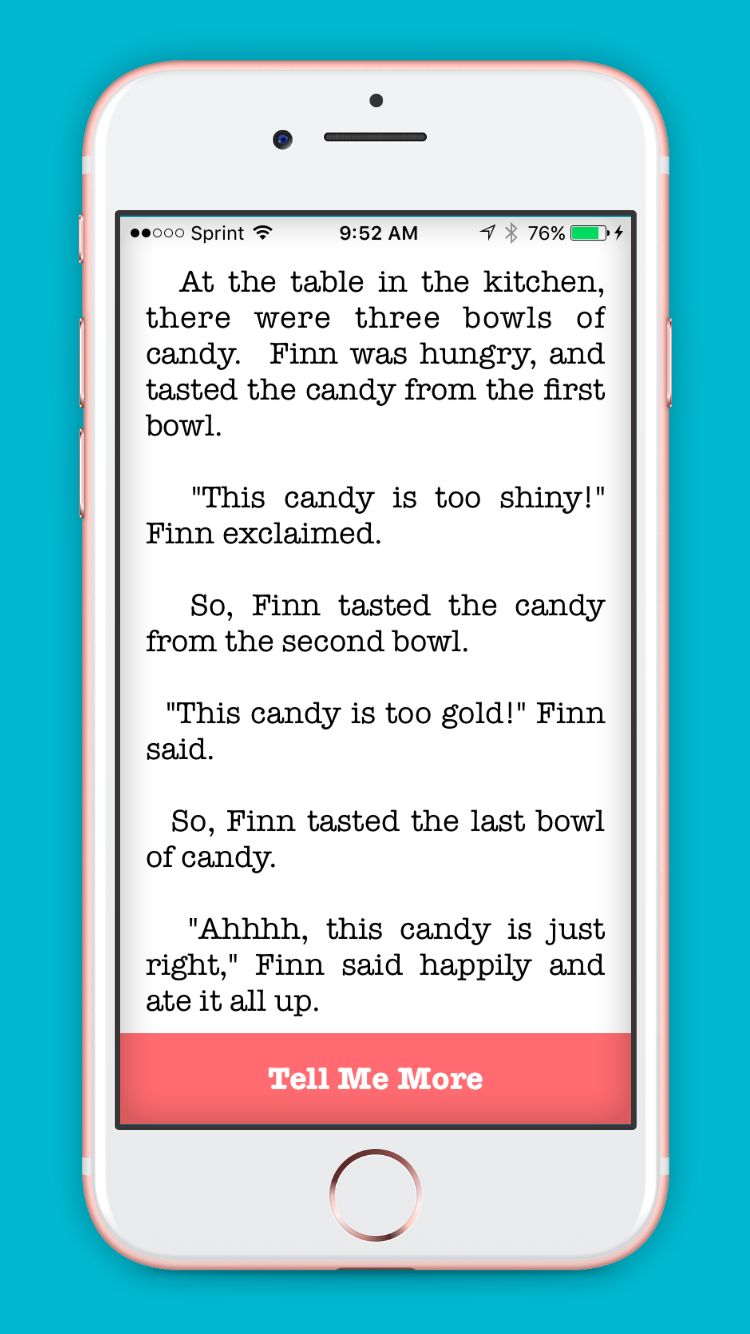 Sprint 9:52 AM 76%
At the table in the kitchen,
there were three bowls of
candy. Finn was hungry, and
tasted the candy from the first
bowl.
"This candy is too shiny!"
Finn exclaimed.
So, Finn tasted the candy
from the second bowl.
"This candy is too gold!" Finn
said.
So, Finn tasted the last bowl
of candy.
"Ahhhh, this candy is just
right," Finn said happily and
ate it all up.
Tell Me More